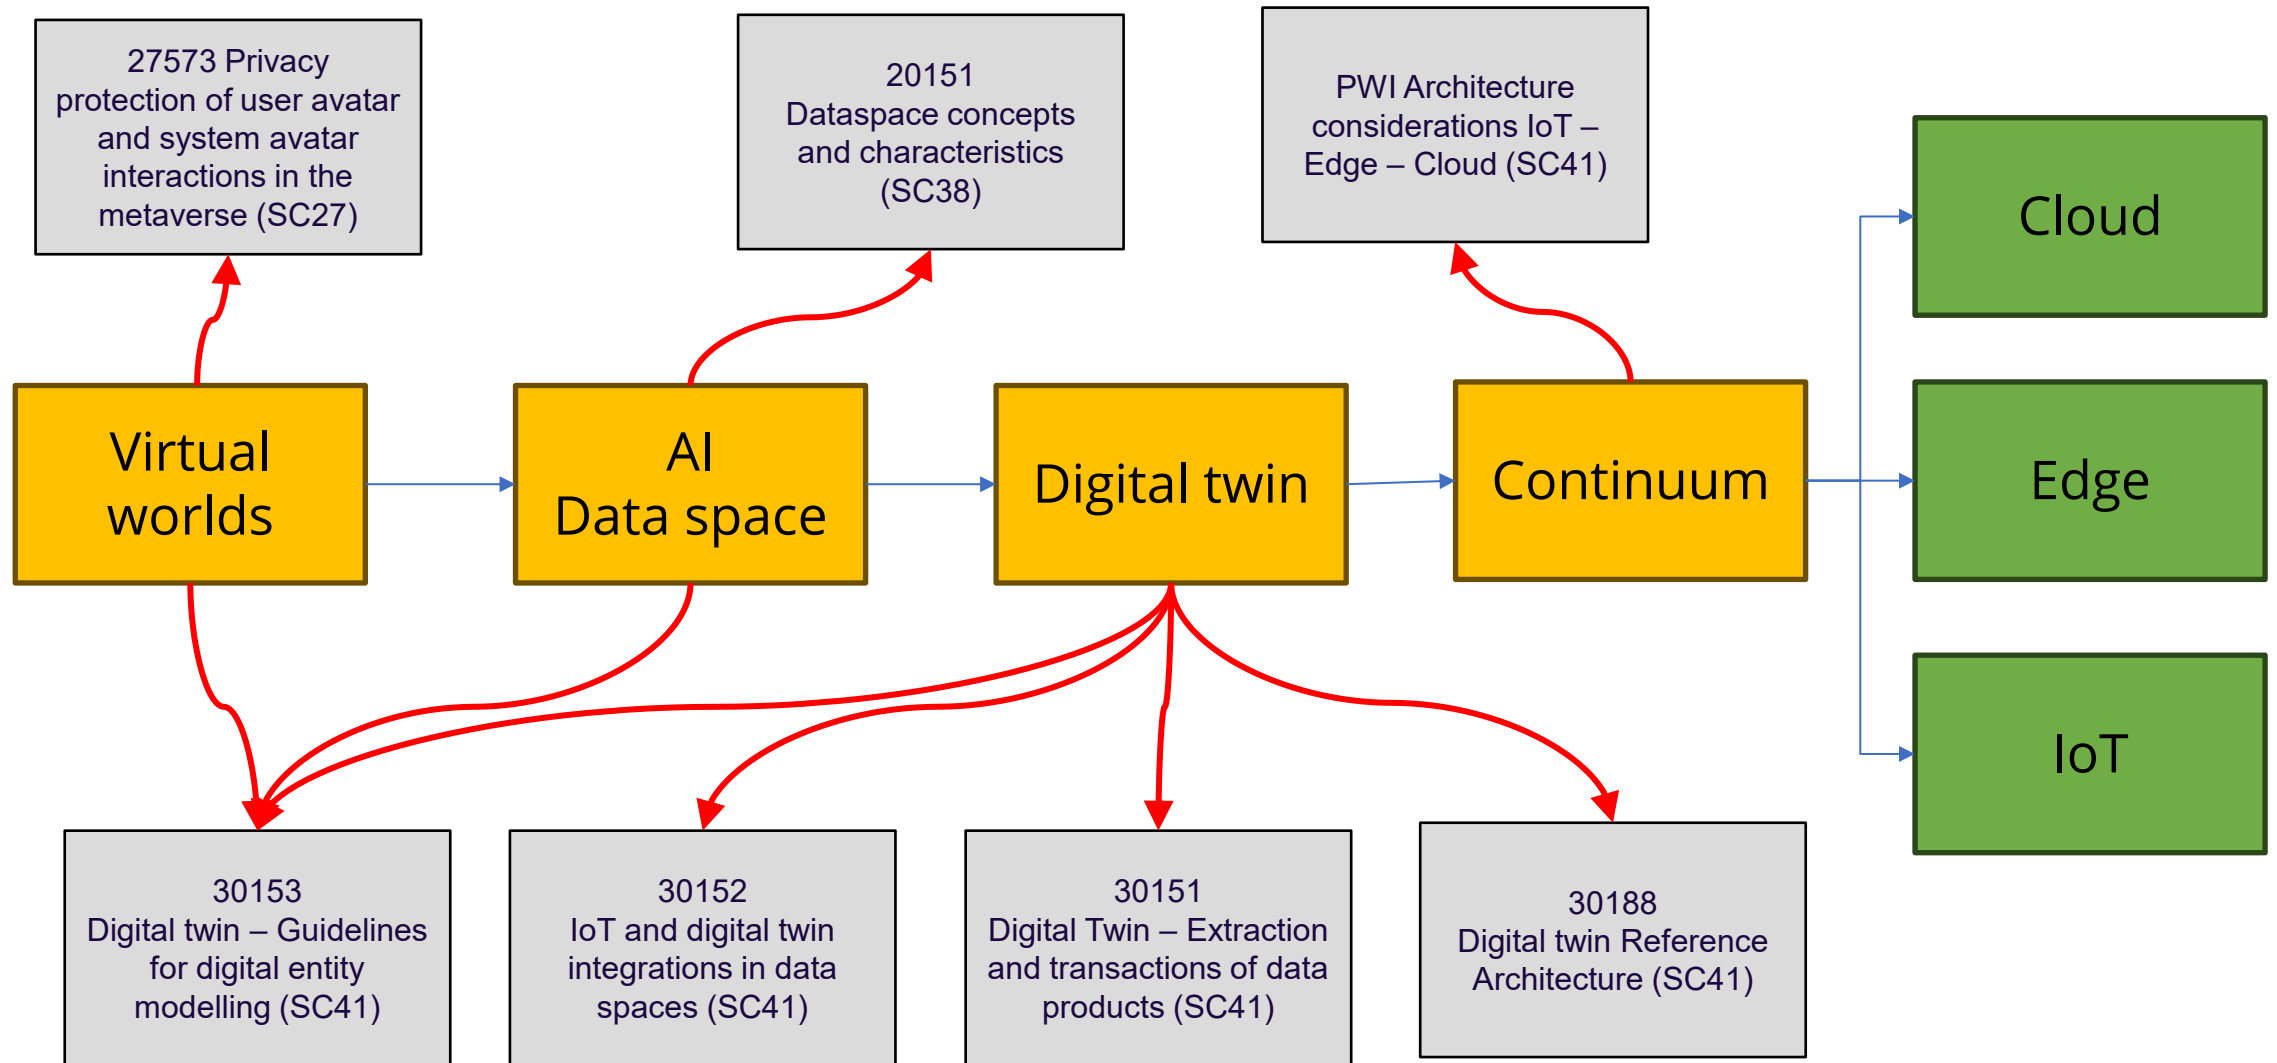 27573 Privacy
protection of user avatar
and system avatar
interactions in the
metaverse (SC27)
20151
Dataspace concepts
and characteristics
(SC38)
PWI Architecture
considerations IoT –
Edge – Cloud (SC41)
Cloud
Virtual
worlds
AI
Data space
Digital twin
Continuum
Edge
IoT
30153
Digital twin – Guidelines
for digital entity
modelling (SC41)
30152
IoT and digital twin
integrations in data
spaces (SC41)
30151
Digital Twin – Extraction
and transactions of data
products (SC41)
30188
Digital twin Reference
Architecture (SC41)